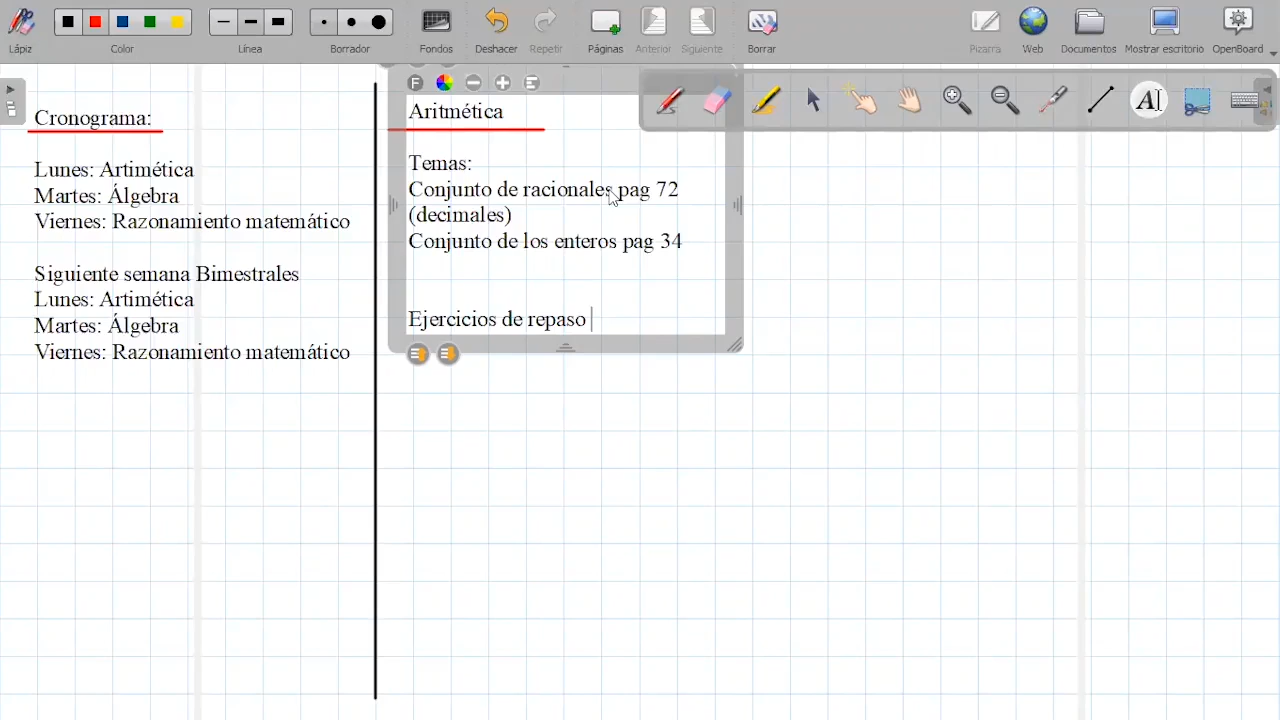 Lápiz
Color
Línea
Borrador
Fondos
Deshacer
Repetir
Páginas
Anterior
Siguiente
Borrar
Pizarra
Web
Documentos
Mostrar escritorio
OpenBoard
F
AI
Cronograma:
Lunes: Artimética
Martes: Álgebra
Viernes: Razonamiento matemático
Siguiente semana Bimestrales
Lunes: Artimética
Martes: Álgebra
Viernes: Razonamiento matemático
Aritmética
Temas:
Conjunto de racionales pag 72
(decimales)
Conjunto de los enteros pag 34
Ejercicios de repaso